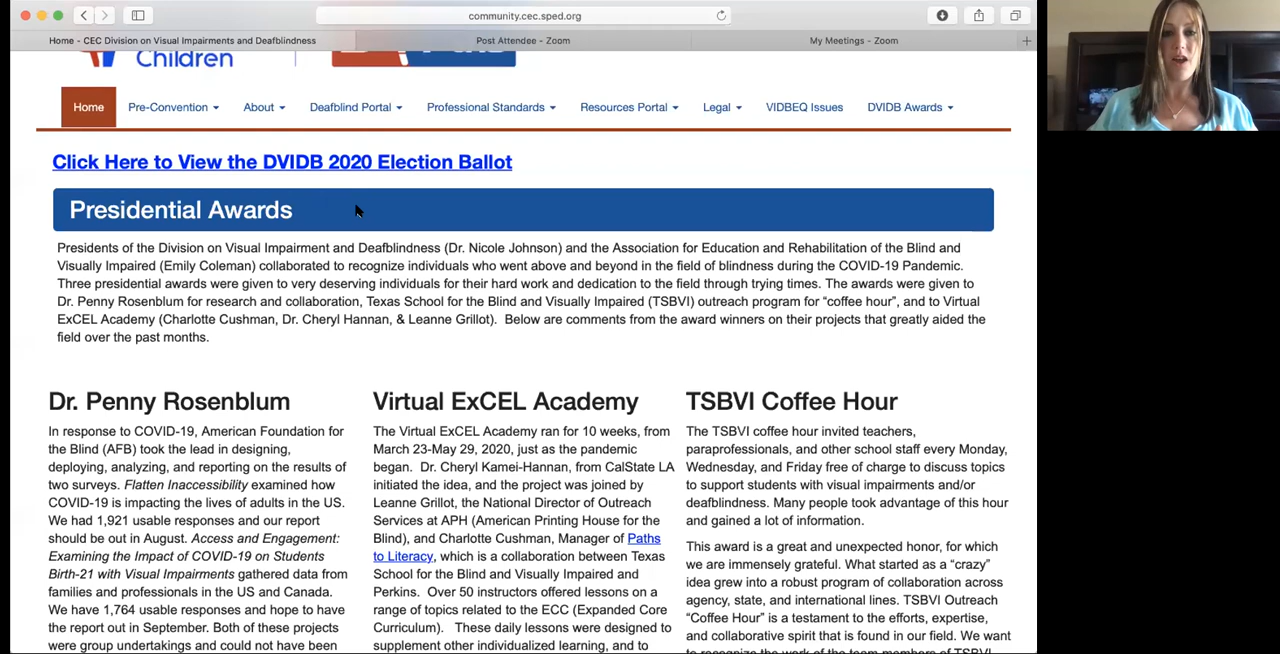 community.cec.sped.org
Home - CEC Division on Visual Impairments and Deafblindness
Post Attendee - Zoom
My Meetings - Zoom
Children
Home
Pre-Convention
About
Deafblind Portal
Professional Standards
Resources Portal
Legal
VIDBEQ Issues
DVIDB Awards
Click Here to View the DVIDB 2020 Election Ballot
Presidential Awards
Presidents of the Division on Visual Impairment and Deafblindness (Dr. Nicole Johnson) and the Association for Education and Rehabilitation of the Blind and
Visually Impaired (Emily Coleman) collaborated to recognize individuals who went above and beyond in the field of blindness during the COVID-19 Pandemic.
Three presidential awards were given to very deserving individuals for their hard work and dedication to the field through trying times. The awards were given to
Dr. Penny Rosenblum for research and collaboration, Texas School for the Blind and Visually Impaired (TSBVI) outreach program for “coffee hour”, and to Virtual
ExCEL Academy (Charlotte Cushman, Dr. Cheryl Hannan, & Leanne Grillot). Below are comments from the award winners on their projects that greatly aided the
field over the past months.
Dr. Penny Rosenblum
In response to COVID-19, American Foundation for
the Blind (AFB) took the lead in designing,
deploying, analyzing, and reporting on the results of
two surveys. Flatten Inaccessibility examined how
COVID-19 is impacting the lives of adults in the US.
We had 1,921 usable responses and our report
should be out in August. Access and Engagement:
Examining the Impact of COVID-19 on Students
Birth-21 with Visual Impairments gathered data from
families and professionals in the US and Canada.
We have 1,764 usable responses and hope to have
the report out in September. Both of these projects
were group undertakings and could not have been
Virtual ExCEL Academy
The Virtual ExCEL Academy ran for 10 weeks, from
March 23-May 29, 2020, just as the pandemic
began. Dr. Cheryl Kamei-Hannan, from CalState LA
initiated the idea, and the project was joined by
Leanne Grillot, the National Director of Outreach
Services at APH (American Printing House for the
Blind), and Charlotte Cushman, Manager of Paths
to Literacy, which is a collaboration between Texas
School for the Blind and Visually Impaired and
Perkins. Over 50 instructors offered lessons on a
range of topics related to the ECC (Expanded Core
Curriculum). These daily lessons were designed to
supplement other individualized learning, and to
TSBVI Coffee Hour
The TSBVI coffee hour invited teachers,
paraprofessionals, and other school staff every Monday,
Wednesday, and Friday free of charge to discuss topics
to support students with visual impairments and/or
deafblindness. Many people took advantage of this hour
and gained a lot of information.
This award is a great and unexpected honor, for which
we are immensely grateful. What started as a “crazy”
idea grew into a robust program of collaboration across
agency, state, and international lines. TSBVI Outreach
“Coffee Hour” is a testament to the efforts, expertise,
and collaborative spirit that is found in our field. We want
to recognize the work of the team members of TSBVI